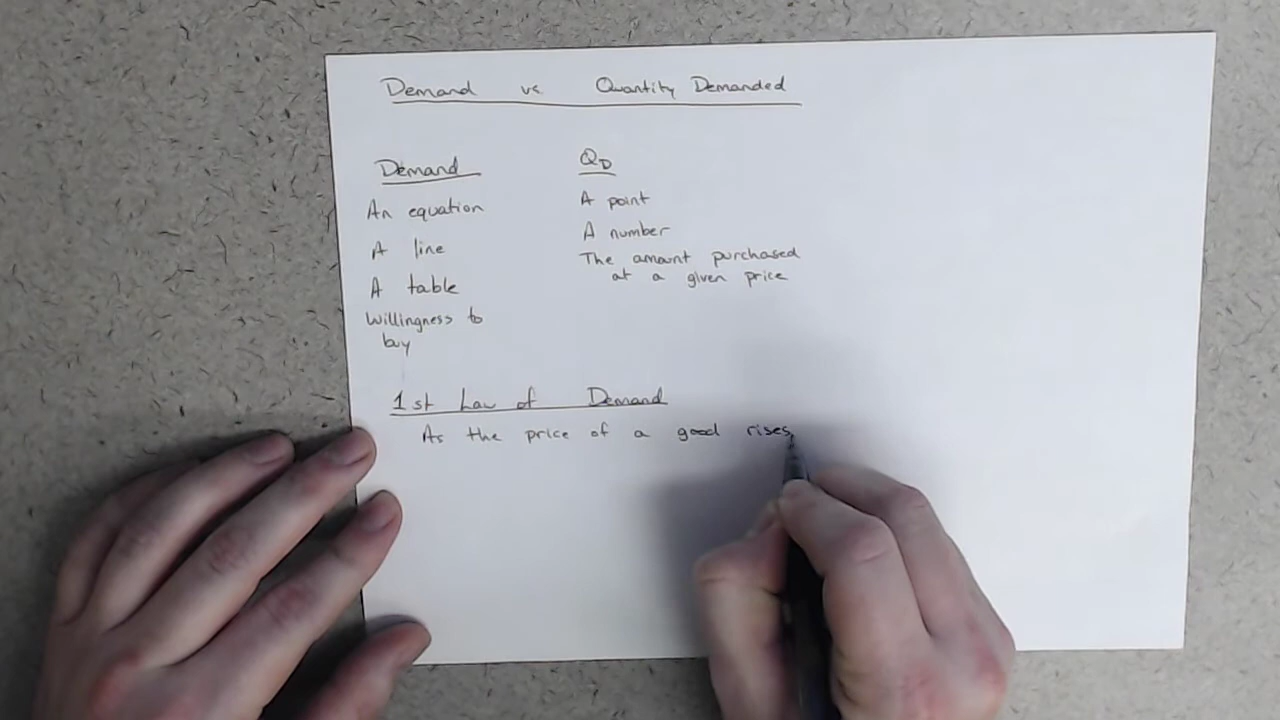 Demand vs Quantity Demanded
Demand
An equation
A line
A table
Willingness to
buy
QD
A point
A number
The amount purchased
at a given price
1st Law of Demand
As the price of a good rises,